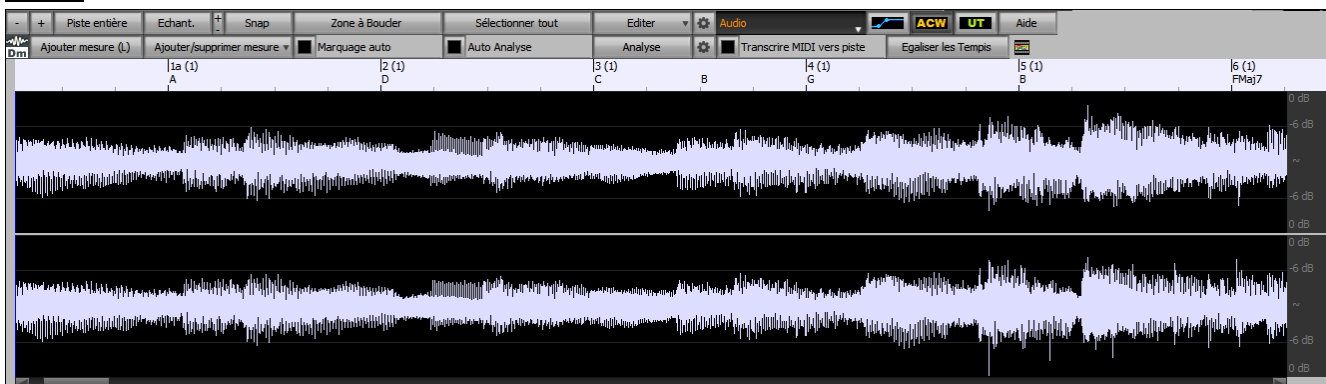 - + Piste entière Echant. + - Snap Zone à Boucler Sélectionner tout Editer Audio ACW UT Aide
Dm Ajouter mesure (L) Ajouter/supprimer mesure Marquage auto Auto Analyse Analyse Transcrire MIDI vers piste Egaliser les Tempis
1a (1) 2 (1) 3 (1) 4 (1) 5 (1) 6 (1)
A D C B G B FMaj7
0 dB
-6 dB
~
-6 dB
0 dB
0 dB
-6 dB
~
-6 dB
0 dB